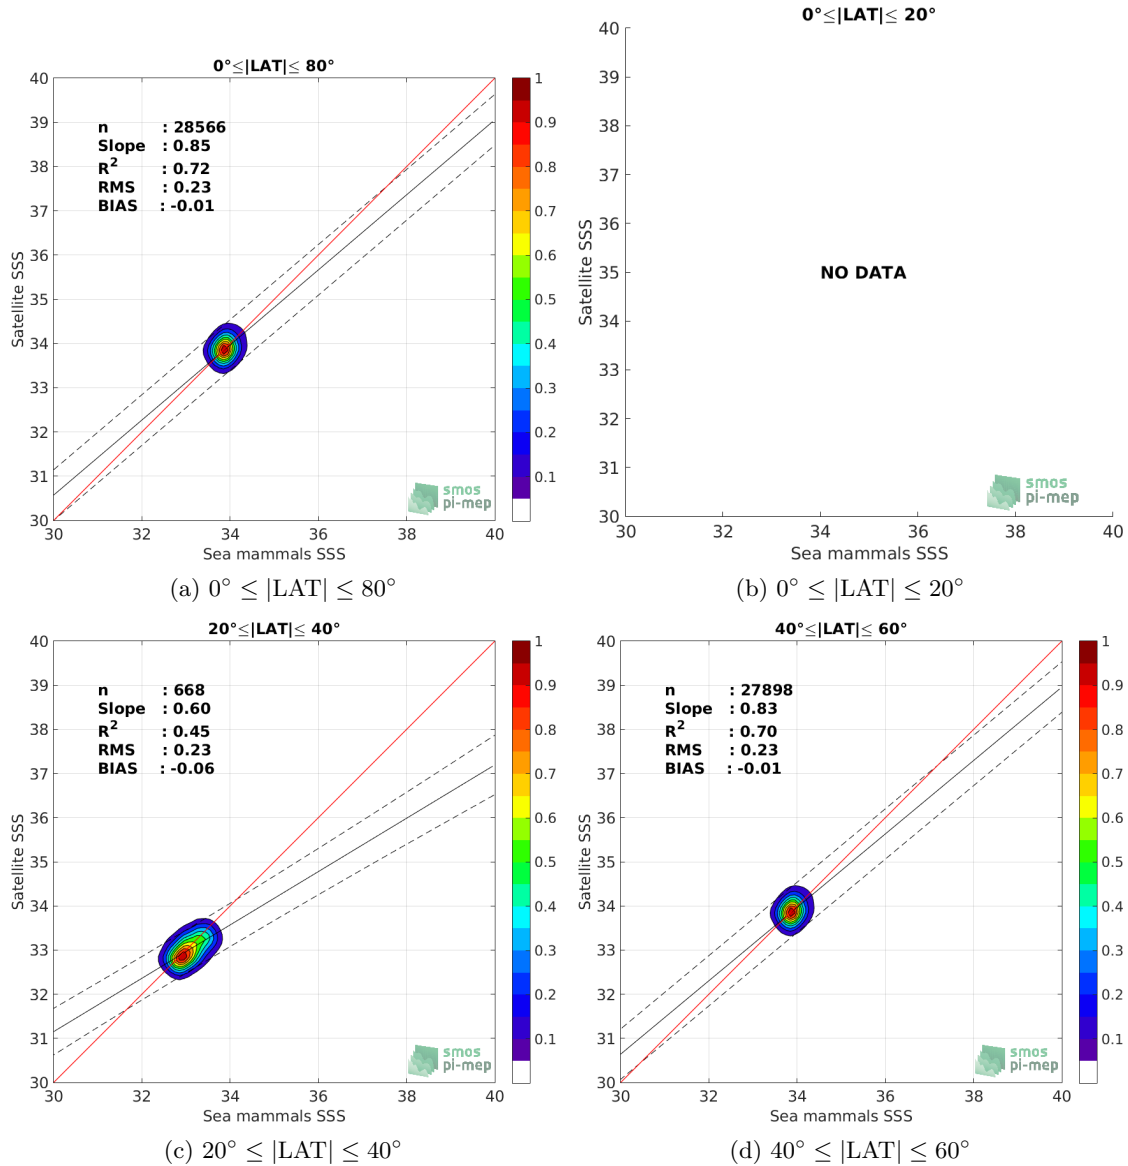 0°≤|LAT|≤ 80°
40
39
38
37
36
35
34
33
32
31
30
30 32 34 36 38 40
n : 28566
Slope : 0.85
R² : 0.72
RMS : 0.23
BIAS : -0.01
Satellite SSS
Sea mammals SSS
smos
pi-mep
1
0.9
0.8
0.7
0.6
0.5
0.4
0.3
0.2
0.1
(a) 0° ≤ |LAT| ≤ 80°
0°≤|LAT|≤ 20°
40
39
38
37
36
35
34
33
32
31
30
30 32 34 36 38 40
NO DATA
Satellite SSS
Sea mammals SSS
smos
pi-mep
(b) 0° ≤ |LAT| ≤ 20°
20°≤|LAT|≤ 40°
40
39
38
37
36
35
34
33
32
31
30
30 32 34 36 38 40
n : 668
Slope : 0.60
R² : 0.45
RMS : 0.23
BIAS : -0.06
Satellite SSS
Sea mammals SSS
smos
pi-mep
1
0.9
0.8
0.7
0.6
0.5
0.4
0.3
0.2
0.1
(c) 20° ≤ |LAT| ≤ 40°
40°≤|LAT|≤ 60°
40
39
38
37
36
35
34
33
32
31
30
30 32 34 36 38 40
n : 27898
Slope : 0.83
R² : 0.70
RMS : 0.23
BIAS : -0.01
Satellite SSS
Sea mammals SSS
smos
pi-mep
1
0.9
0.8
0.7
0.6
0.5
0.4
0.3
0.2
0.1
(d) 40° ≤ |LAT| ≤ 60°